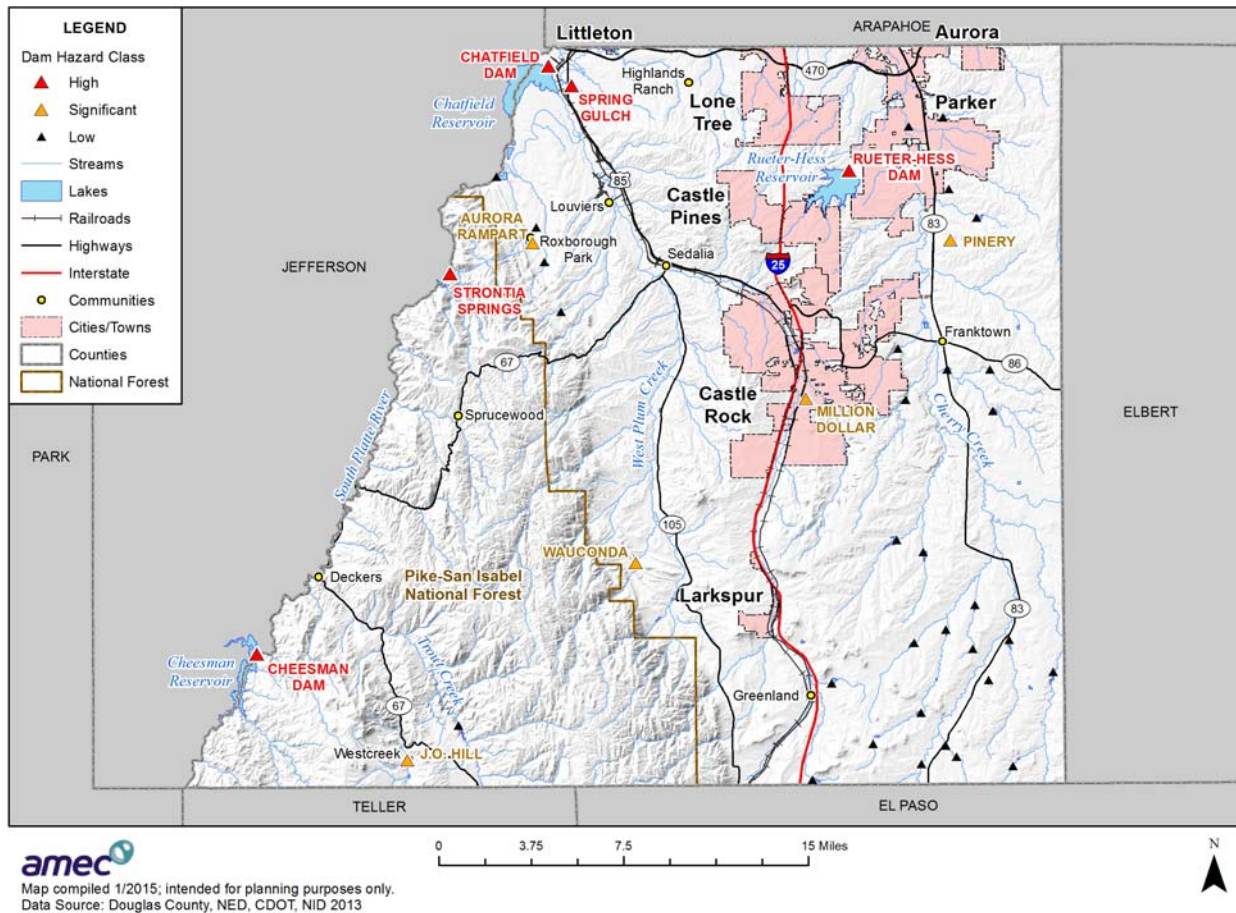 LEGEND
Dam Hazard Class
High
Significant
Low
Streams
Lakes
Railroads
Highways
Interstate
Communities
Cities/Towns
Counties
National Forest
ARAPAHOE
Littleton
Aurora
CHATFIELD
DAM
Highlands
Ranch
470
Chatfield
Reservoir
SPRING
GULCH
Lone
Tree
Parker
Rueter-Hess
Reservoir
RUETER-HESS
DAM
85
Castle
Pines
Louviers
83
AURORA
RAMPART
Roxborough
Park
PINERY
Sedalia
25
JEFFERSON
STRONTIA
SPRINGS
Franktown
67
86
Castle
Rock
MILLION
DOLLAR
Sprucewood
West Plum Creek
Cherry Creek
ELBERT
PARK
South Platte River
105
WAUCONDA
Deckers
Pike-San Isabel
National Forest
Larkspur
83
Cheesman
Reservoir
CHEESMAN
DAM
Trout Creek
67
Greenland
Westcreek
J.O. HILL
TELLER
EL PASO
amec
0 3.75 7.5 15 Miles
N
Map compiled 1/2015; intended for planning purposes only.
Data Source: Douglas County, NED, CDOT, NID 2013